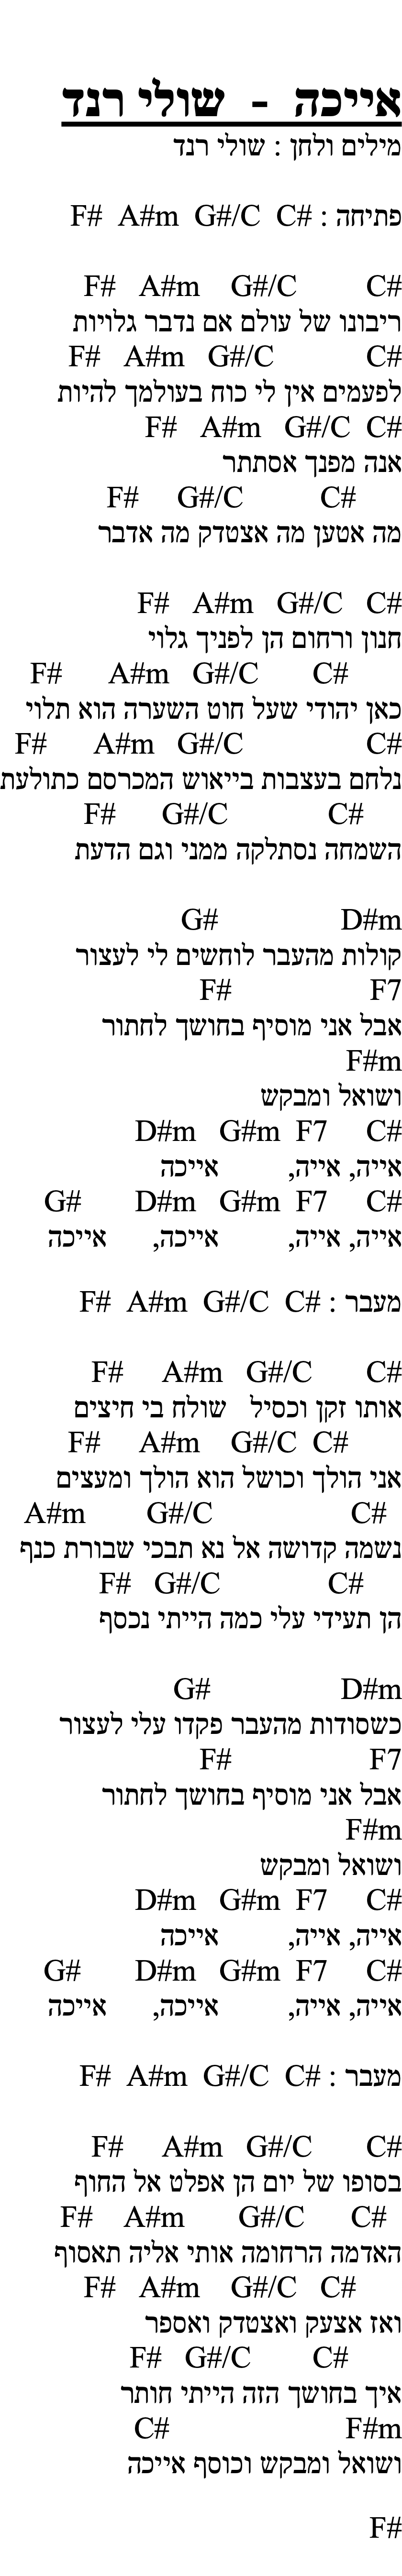 אייכה - שולי רנד
מילים ולחן : שולי רנד
פתיחה : F# A#m G#/C C#
F# A#m G#/C C#
ריבונו של עולם אם נדבר גלויות
F# A#m G#/C C#
לפעמים אין לי כוח בעולמך להיות
F# A#m G#/C C#
אנה מפנך אסתתר
F# G#/C C#
מה אטען מה אצטדק מה אדבר
F# A#m G#/C C#
חנון ורחום הן לפניך גלוי
F# A#m G#/C C#
כאן יהודי שעל חוט השערה הוא תלוי
F# A#m G#/C C#
נלחם בעצבות בייאוש המכרסם כתולעת
F# G#/C C#
השמחה נסתלקה ממני וגם הדעת
G# D#m
קולות מהעבר לוחשים לי לעצור
F# F7
אבל אני מוסיף בחושך לחתור
F#m
ושואל ומבקש
D#m G#m F7 C#
אייה, אייה, אייכה
G# D#m G#m F7 C#
אייה, אייה, אייכה, אייכה
מעבר : F# A#m G#/C C#
F# A#m G#/C C#
אותו זקן וכסיל שולח בי חיצים
F# A#m G#/C C#
אני הולך וכושל הוא הולך ומעצים
A#m G#/C C#
נשמה קדושה אל נא תבכי שבורת כנף
F# G#/C C#
הן תעידי עלי כמה הייתי נכסף
G# D#m
כשסודות מהעבר פקדו עלי לעצור
F# F7
אבל אני מוסיף בחושך לחתור
F#m
ושואל ומבקש
D#m G#m F7 C#
אייה, אייה, אייכה
G# D#m G#m F7 C#
אייה, אייה, אייכה, אייכה
מעבר : F# A#m G#/C C#
F# A#m G#/C C#
בסופו של יום הן אפלט אל החוף
F# A#m G#/C C#
האדמה הרחומה אותי אליה תאסוף
F# A#m G#/C C#
ואז אצעק ואצטדק ואספר
F# G#/C C#
איך בחושך הזה הייתי חותר
C# F#m
ושואל ומבקש וכוסף אייכה
F#